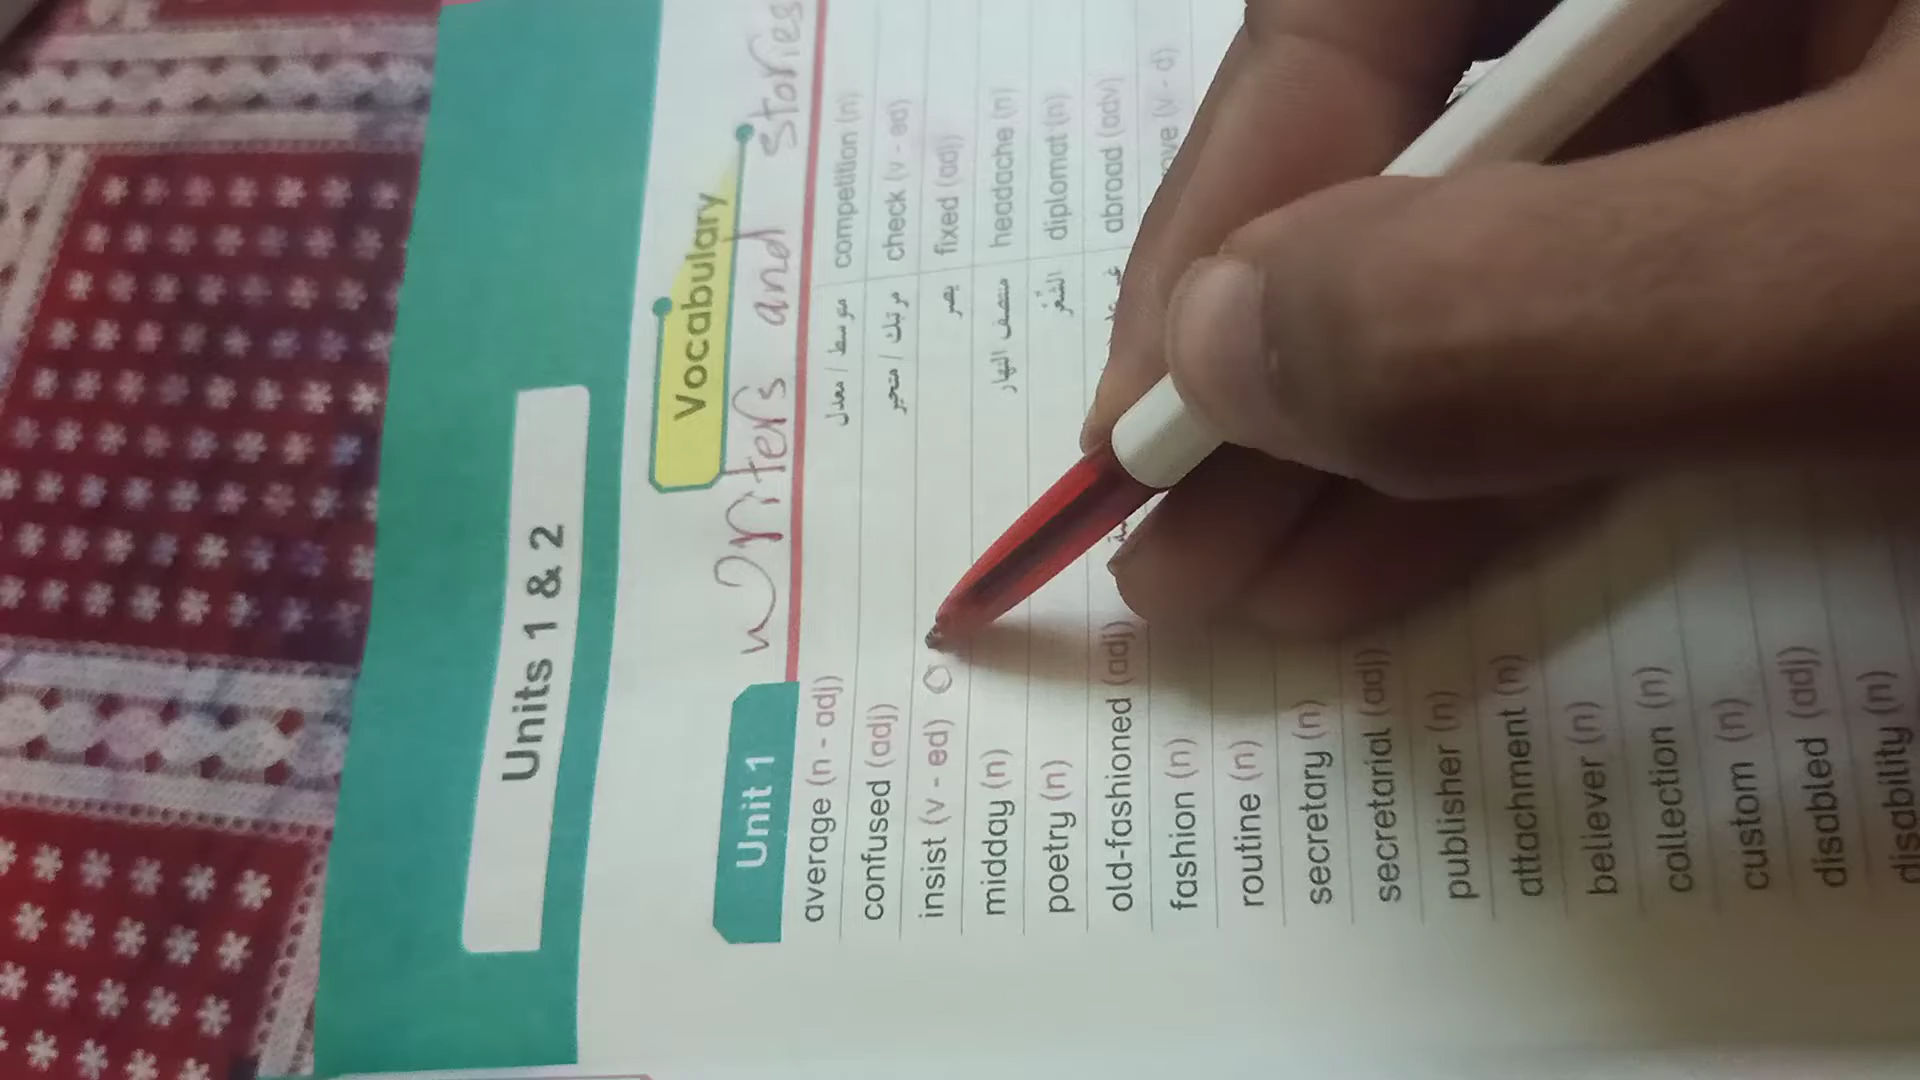 Units 1 & 2
Vocabulary
Unit 1 writers and stories
average (n - adj) متوسط / معدل competition (n)
confused (adj) مرتبك / متحير check (v - ed)
insist (v - ed) o يصر fixed (adj)
midday (n) منتصف النهار headache (n)
poetry (n) الشعر diplomat (n)
old-fashioned (adj) abroad (adv)
fashion (n) (v - d)
routine (n)
secretary (n)
secretarial (adj)
publisher (n)
attachment (n)
believer (n)
collection (n)
custom (n)
disabled (adj)
disability (n)